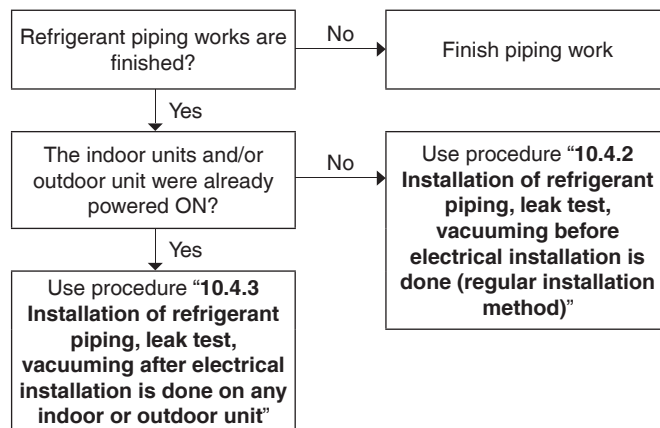 Refrigerant piping works are
finished?
No
Finish piping work
Yes
The indoor units and/or
outdoor unit were already
powered ON?
No
Use procedure “10.4.2
Installation of refrigerant
piping, leak test,
vacuuming before
electrical installation is
done (regular installation
method)”
Yes
Use procedure “10.4.3
Installation of refrigerant
piping, leak test,
vacuuming after electrical
installation is done on any
indoor or outdoor unit”